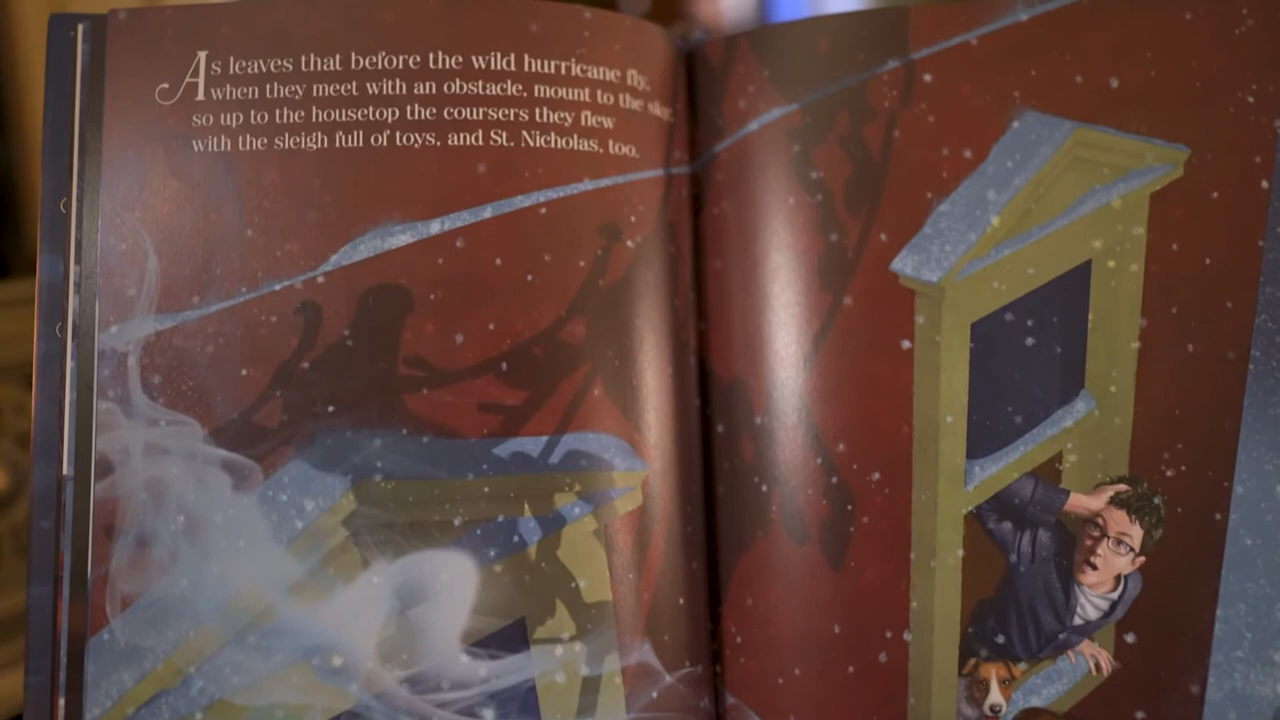 As leaves that before the wild hurricane fly,
when they meet with an obstacle, mount to the sky;
so up to the housetop the coursers they flew
with the sleigh full of toys, and St. Nicholas, too.